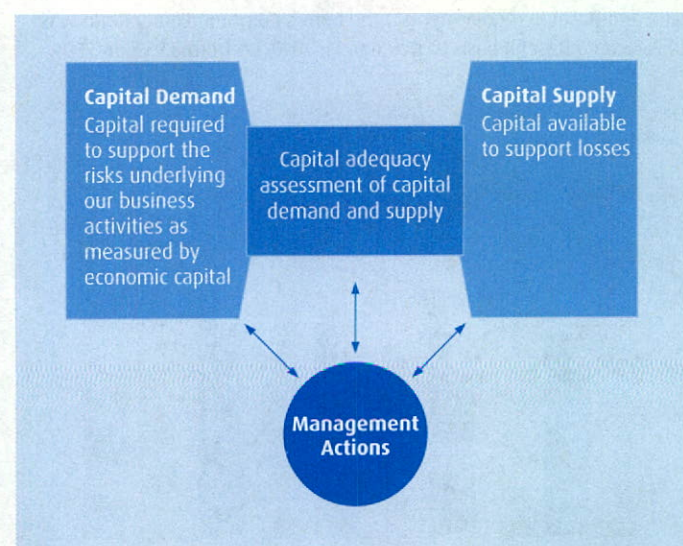 Capital Demand
Capital required
to support the
risks underlying
our business
activities as
measured by
economic capital
Capital adequacy
assessment of capital
demand and supply
Capital Supply
Capital available
to support losses
Management
Actions